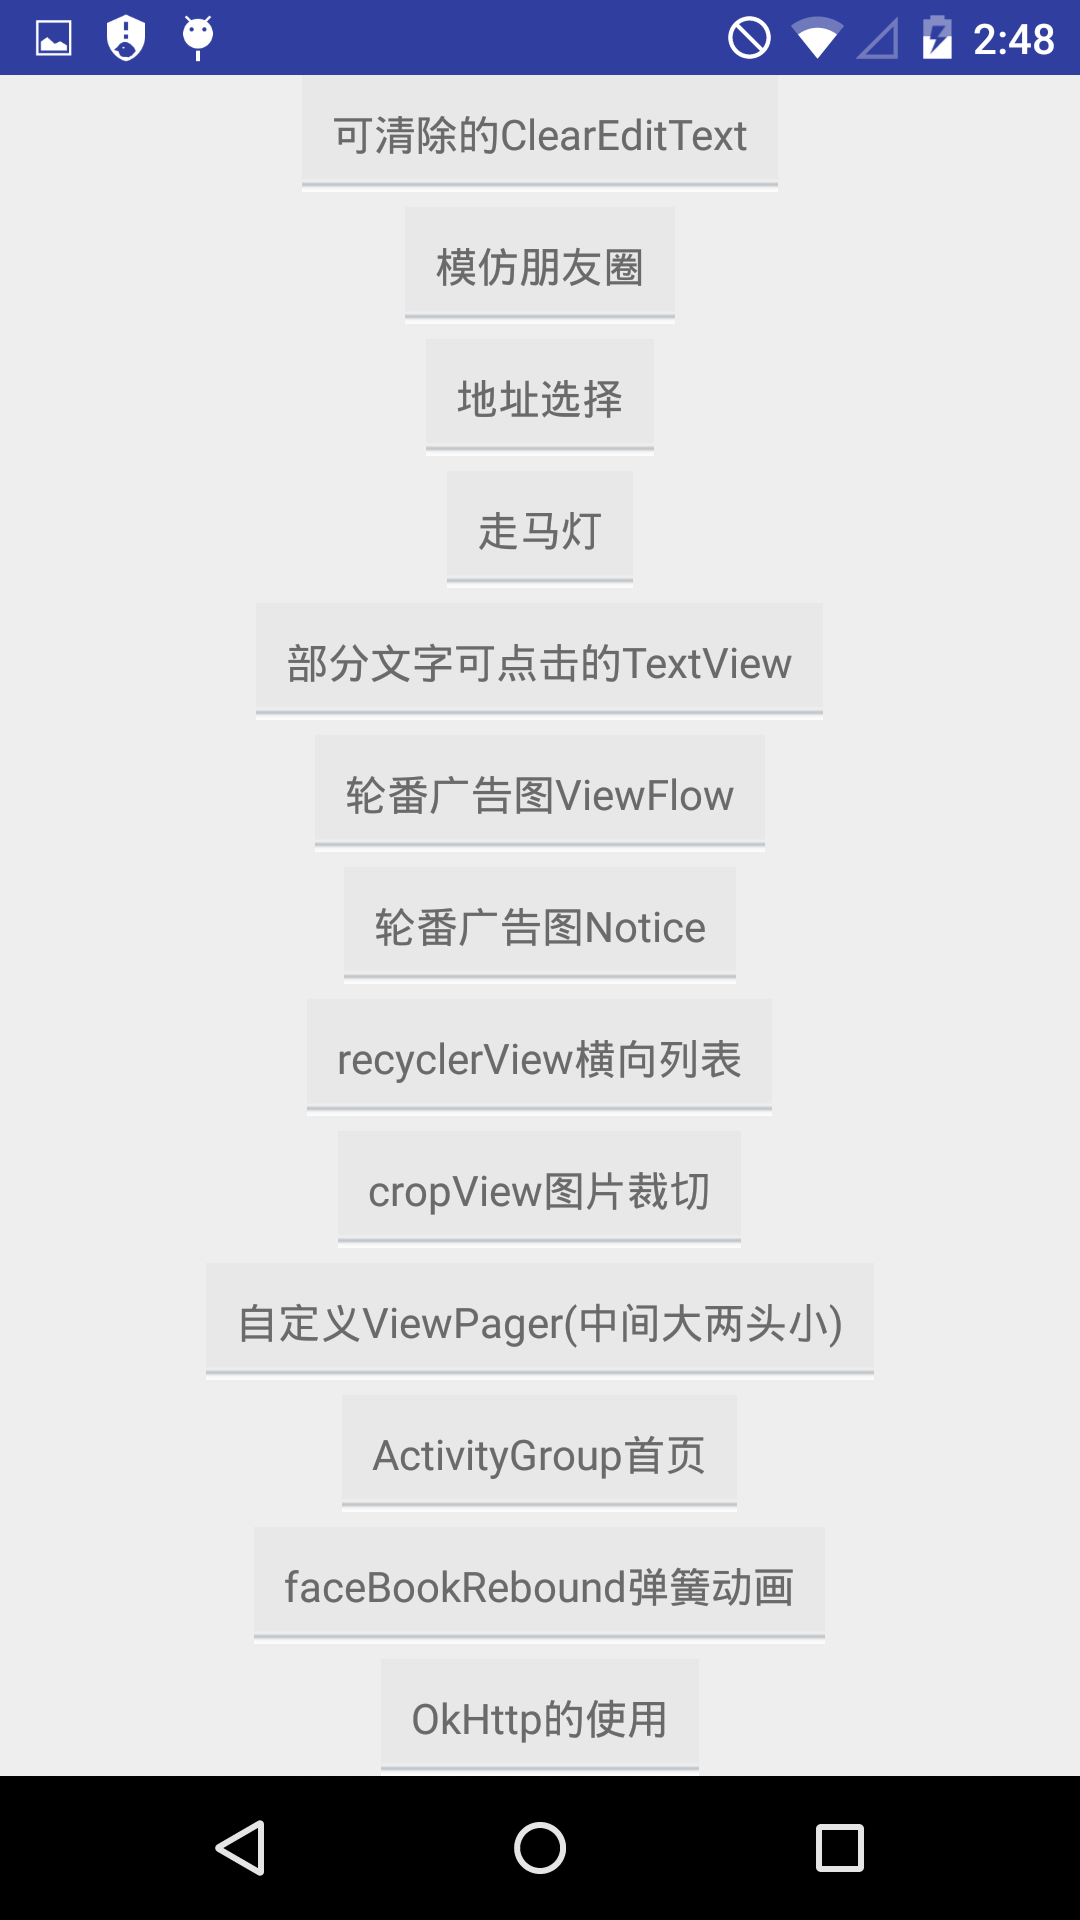 2:48
可清除的ClearEditText
模仿朋友圈
地址选择
走马灯
部分文字可点击的TextView
轮番广告图ViewFlow
轮番广告图Notice
recyclerView横向列表
cropView图片裁切
自定义ViewPager(中间大两头小)
ActivityGroup首页
faceBookRebound弹簧动画
OkHttp的使用